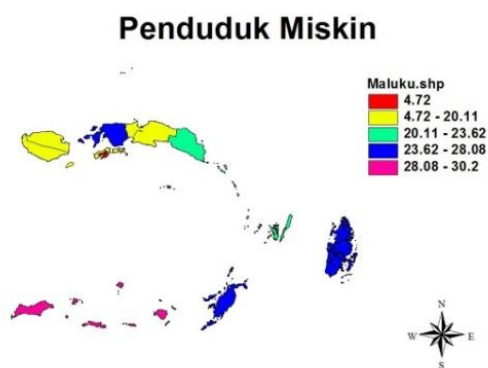 Penduduk Miskin
Maluku.shp
4.72
4.72 - 20.11
20.11 - 23.62
23.62 - 28.08
28.08 - 30.2
N
W E
S